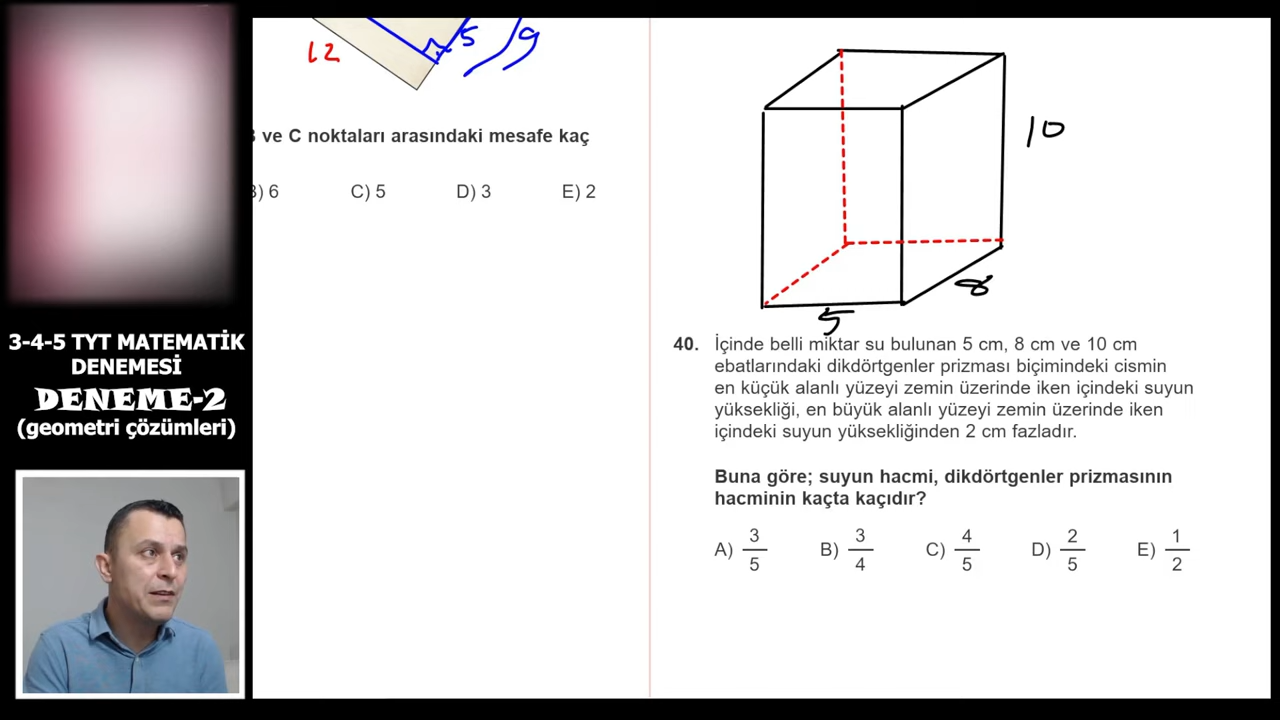 12
5
9
ve C noktaları arasındaki mesafe kaç
B) 6 C) 5 D) 3 E) 2
10
8
5
3-4-5 TYT MATEMATİK
DENEMESİ
DENEME-2
(geometri çözümleri)
40. İçinde belli miktar su bulunan 5 cm, 8 cm ve 10 cm
ebatlarındaki dikdörtgenler prizması biçimindeki cismin
en küçük alanlı yüzeyi zemin üzerinde iken içindeki suyun
yüksekliği, en büyük alanlı yüzeyi zemin üzerinde iken
içindeki suyun yüksekliğinden 2 cm fazladır.
Buna göre; suyun hacmi, dikdörtgenler prizmasının
hacminin kaçta kaçıdır?
A) 3/5 B) 3/4 C) 4/5 D) 2/5 E) 1/2